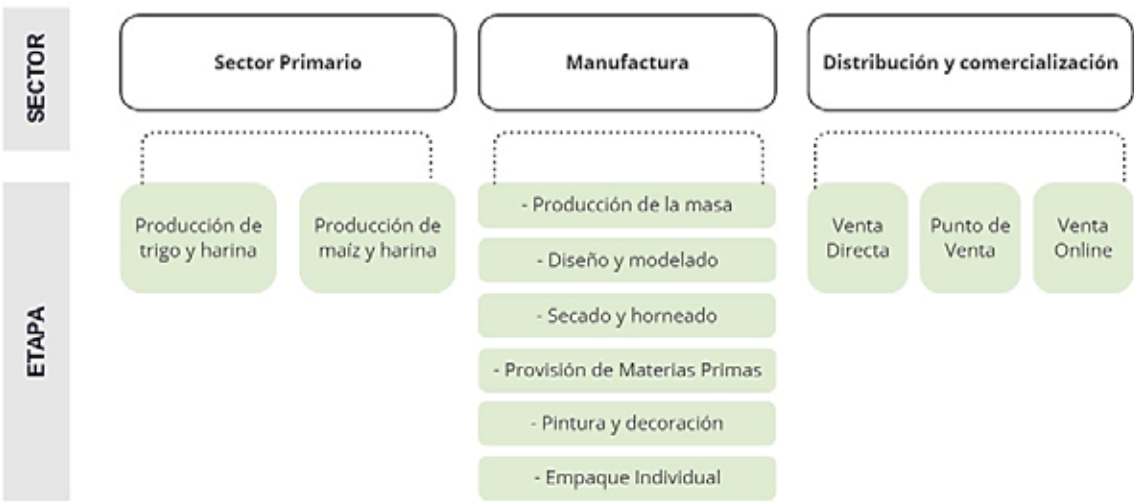 SECTOR
Sector Primario
Manufactura
Distribución y comercialización
ETAPA
Producción de
trigo y harina
Producción de
maíz y harina
- Producción de la masa
- Diseño y modelado
- Secado y horneado
- Provisión de Materias Primas
- Pintura y decoración
- Empaque Individual
Venta
Directa
Punto de
Venta
Venta
Online